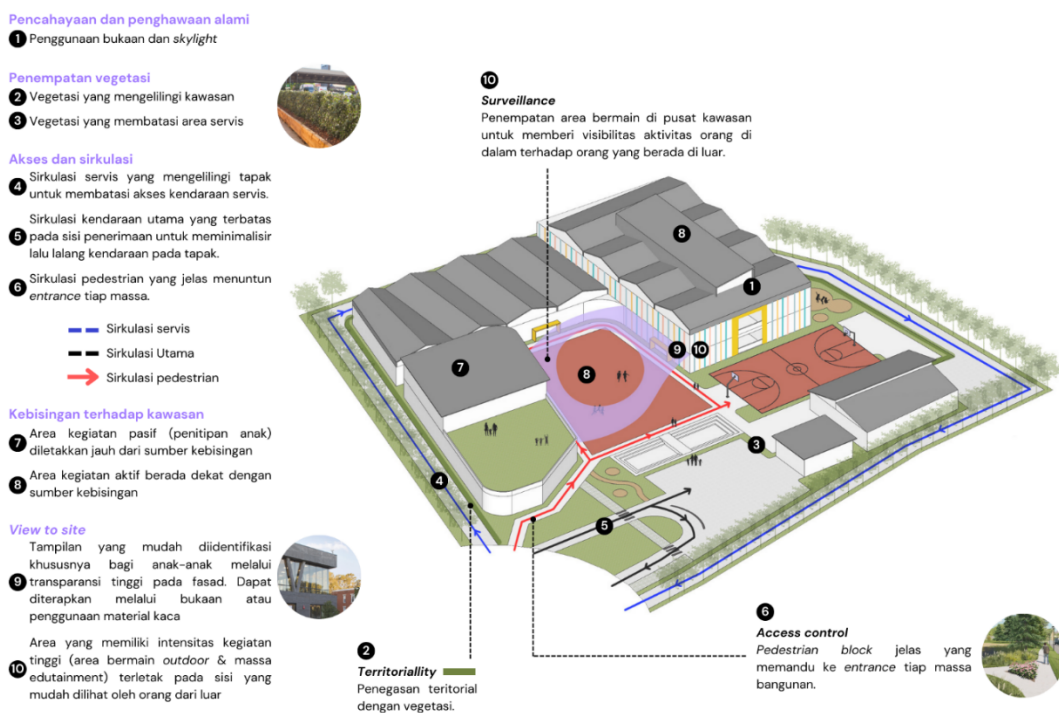 Pencahayaan dan penghawaan alami
1 Penggunaan bukaan dan skylight
Penempatan vegetasi
2 Vegetasi yang mengelilingi kawasan
3 Vegetasi yang membatasi area servis
Akses dan sirkulasi
4 Sirkulasi servis yang mengelilingi tapak
untuk membatasi akses kendaraan servis.
Sirkulasi kendaraan utama yang terbatas
5 pada sisi penerimaan untuk meminimalisir
lalu lalang kendaraan pada tapak.
6 Sirkulasi pedestrian yang jelas menuntun
entrance tiap massa.
Sirkulasi servis
Sirkulasi Utama
Sirkulasi pedestrian
Kebisingan terhadap kawasan
7 Area kegiatan pasif (penitipan anak)
diletakkan jauh dari sumber kebisingan
8 Area kegiatan aktif berada dekat dengan
sumber kebisingan
View to site
Tampilan yang mudah diidentifikasi
khususnya bagi anak-anak melalui
9 transparansi tinggi pada fasad. Dapat
diterapkan melalui bukaan atau
penggunaan material kaca
Area yang memiliki intensitas kegiatan
10 tinggi (area bermain outdoor & massa
edutainment) terletak pada sisi yang
mudah dilihat oleh orang dari luar
10
Surveillance
Penempatan area bermain di pusat kawasan
untuk memberi visibilitas aktivitas orang di
dalam terhadap orang yang berada di luar.
8
1
7
9 10
8
3
4
5
2
Territoriallity
Penegasan teritorial
dengan vegetasi.
6
Access control
Pedestrian block jelas yang
memandu ke entrance tiap massa
bangunan.